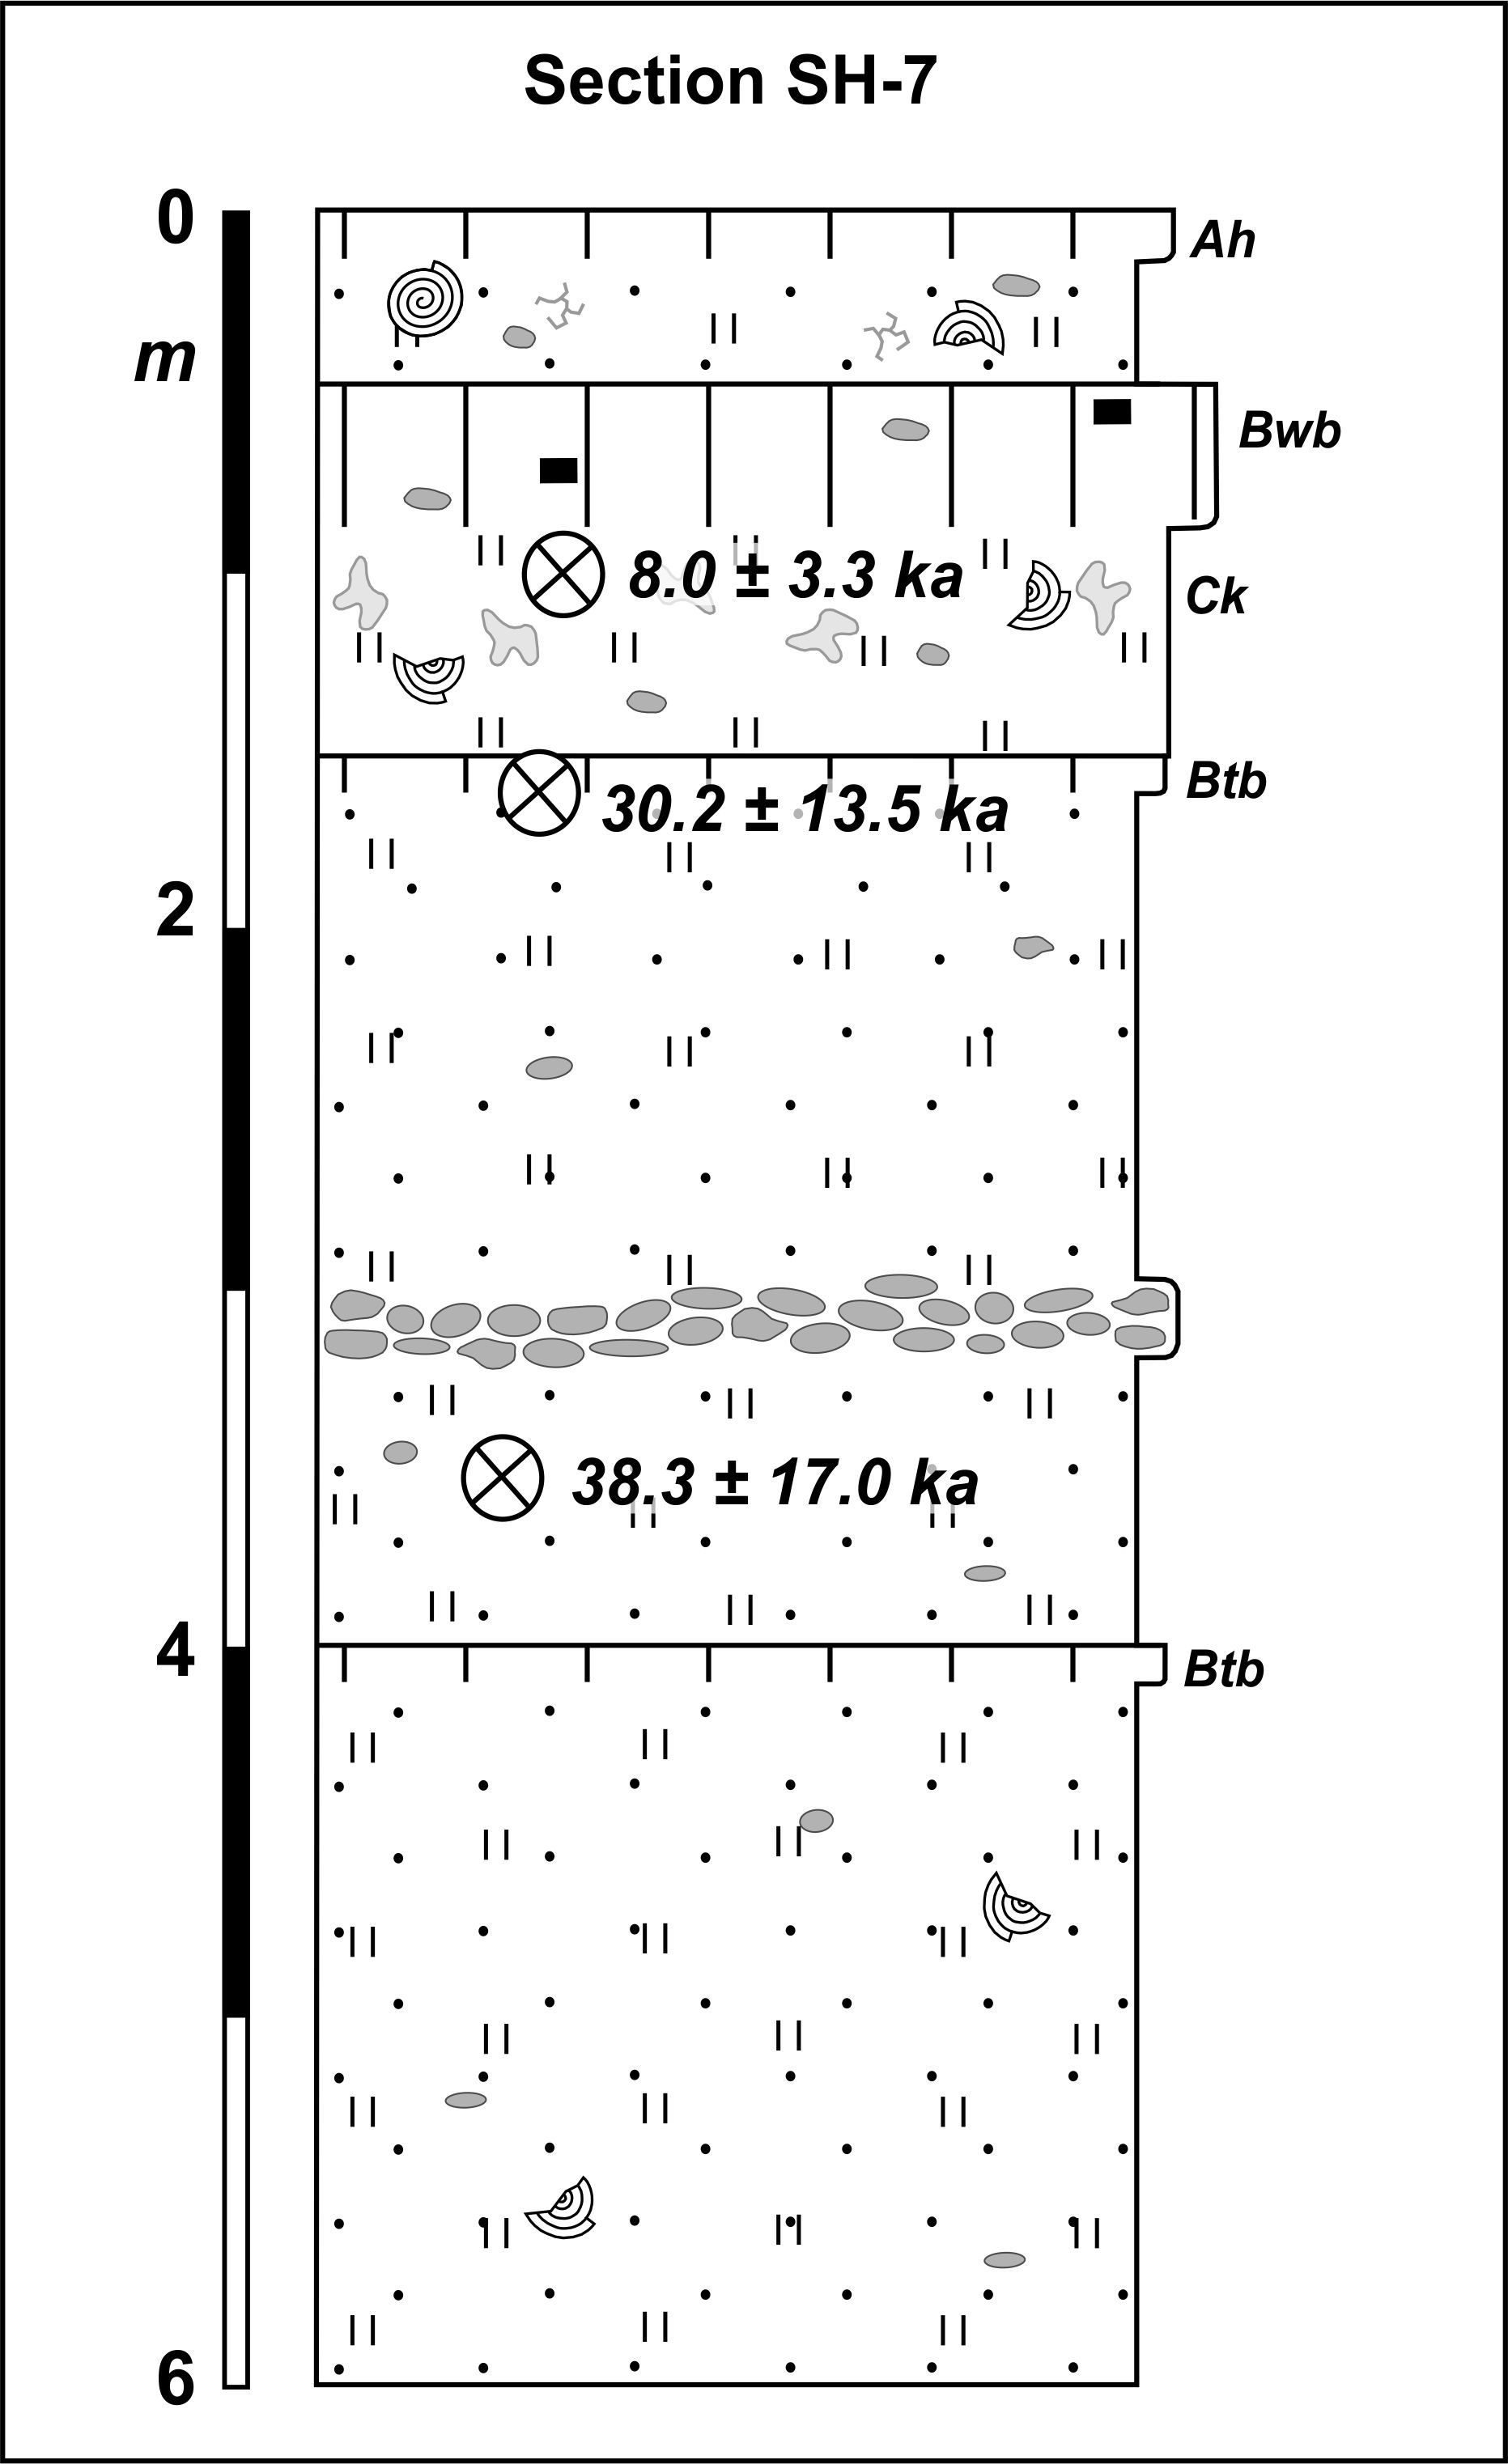 Section SH-7
0
Ah
m
Bwb
8.0 ± 3.3 ka
Ck
Btb
30.2 ± 13.5 ka
2
38.3 ± 17.0 ka
4
Btb
6